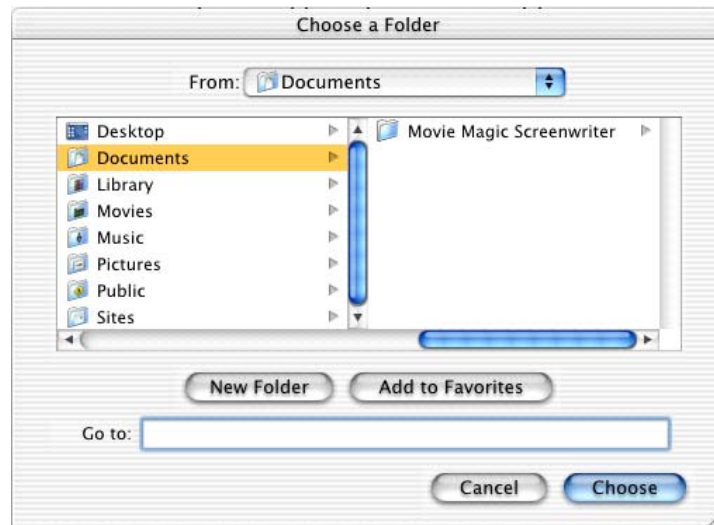 Choose a Folder
From: Documents
Desktop
Documents
Library
Movies
Music
Pictures
Public
Sites
Movie Magic Screenwriter
New Folder
Add to Favorites
Go to:
Cancel
Choose